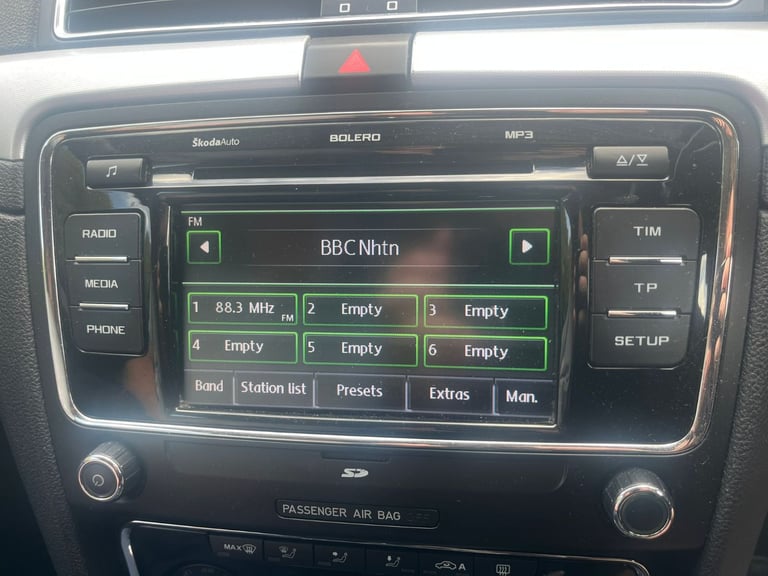 ŠkodaAuto BOLERO MP3
RADIO
MEDIA
PHONE
FM
BBC Nhtn
1 88.3 MHz FM 2 Empty 3 Empty
4 Empty 5 Empty 6 Empty
Band Station list Presets Extras Man.
TIM
TP
SETUP
SD
PASSENGER AIR BAG OFF
MAX
A